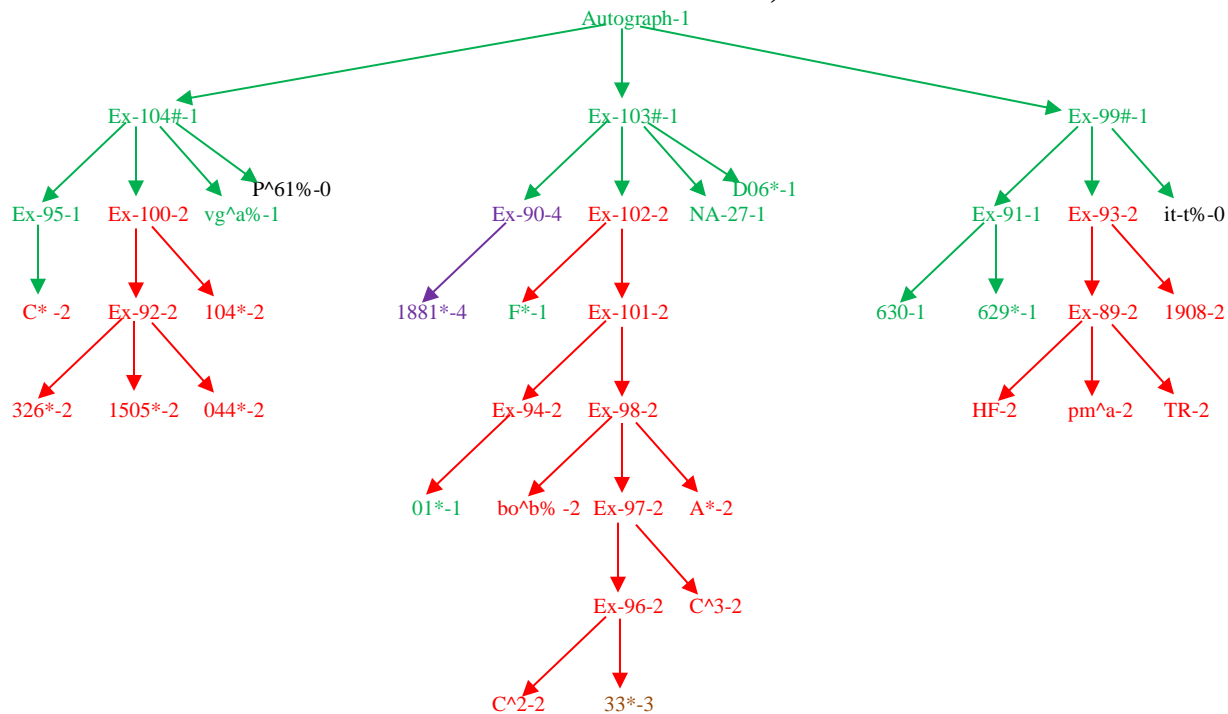 Autograph-1
Ex-104#-1 Ex-103#-1 Ex-99#-1
P^61%-0 D06*-1
Ex-95-1 Ex-100-2 vg^a%-1 Ex-90-4 Ex-102-2 NA-27-1 Ex-91-1 Ex-93-2 it-t%-0
C* -2 Ex-92-2 104*-2 1881*-4 F*-1 Ex-101-2 630-1 629*-1 Ex-89-2 1908-2
326*-2 1505*-2 044*-2 Ex-94-2 Ex-98-2 HF-2 pm^a-2 TR-2
01*-1 bo^b% -2 Ex-97-2 A*-2
Ex-96-2 C^3-2
C^2-2 33*-3